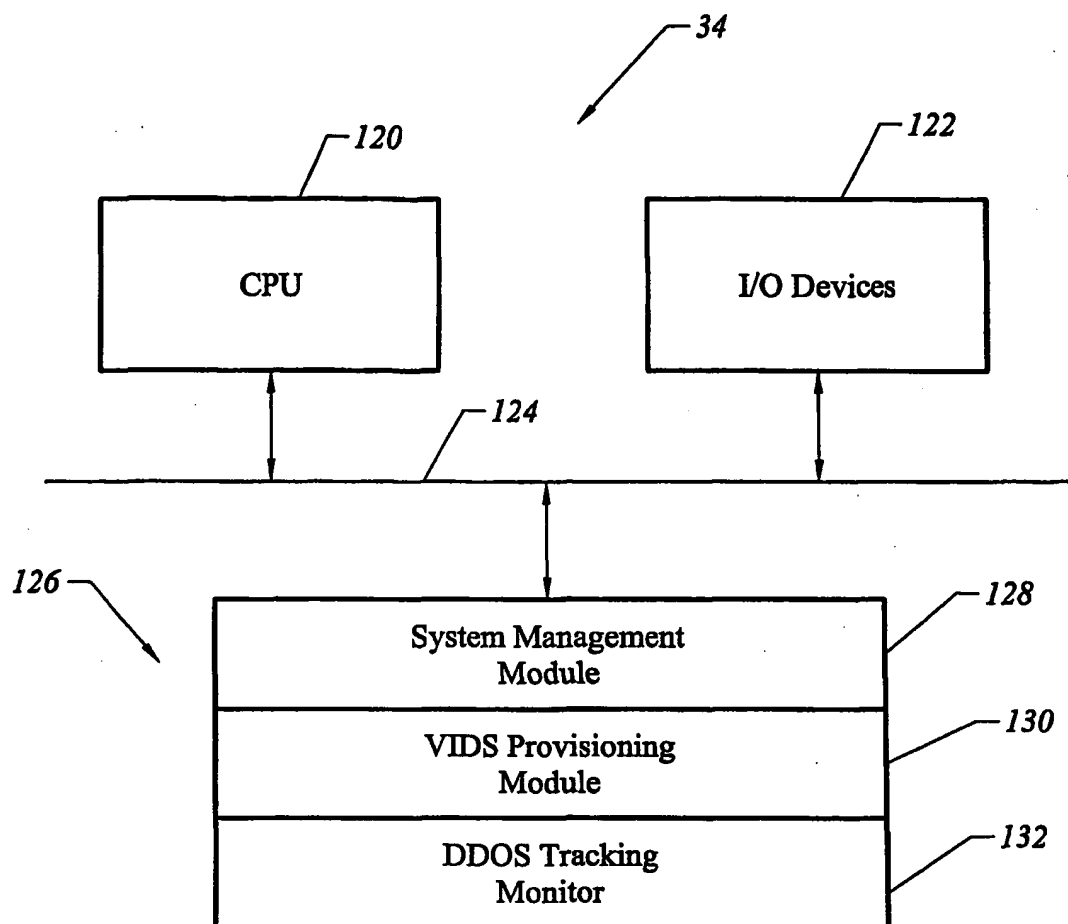 34
120
122
CPU
I/O Devices
124
126
128
System Management
Module
130
VIDS Provisioning
Module
132
DDOS Tracking
Monitor